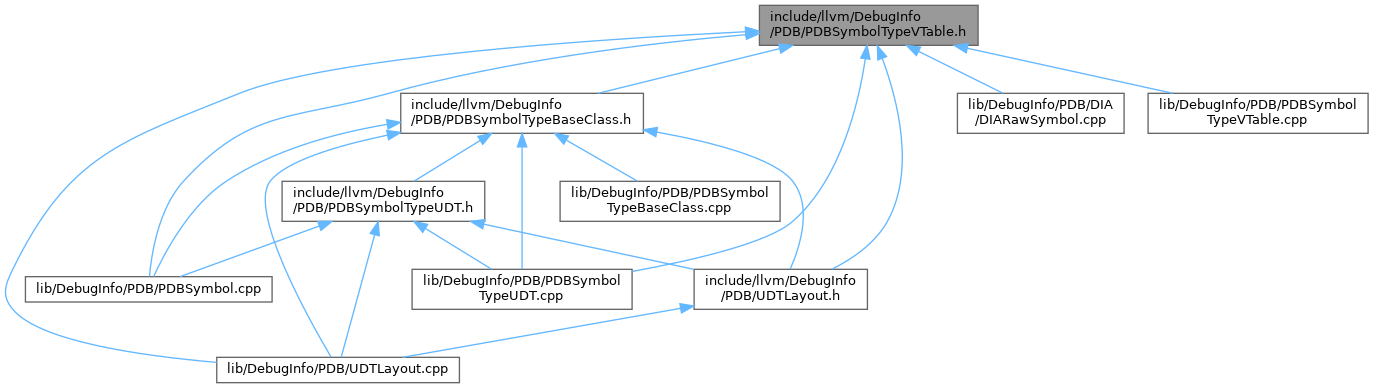 include/llvm/DebugInfo
/PDB/PDBSymbolTypeVTable.h
include/llvm/DebugInfo
/PDB/PDBSymbolTypeBaseClass.h
lib/DebugInfo/PDB/DIA
/DIARawSymbol.cpp
lib/DebugInfo/PDB/PDBSymbol
TypeVTable.cpp
include/llvm/DebugInfo
/PDB/PDBSymbolTypeUDT.h
lib/DebugInfo/PDB/PDBSymbol
TypeBaseClass.cpp
lib/DebugInfo/PDB/PDBSymbol.cpp
lib/DebugInfo/PDB/PDBSymbol
TypeUDT.cpp
include/llvm/DebugInfo
/PDB/UDTLayout.h
lib/DebugInfo/PDB/UDTLayout.cpp